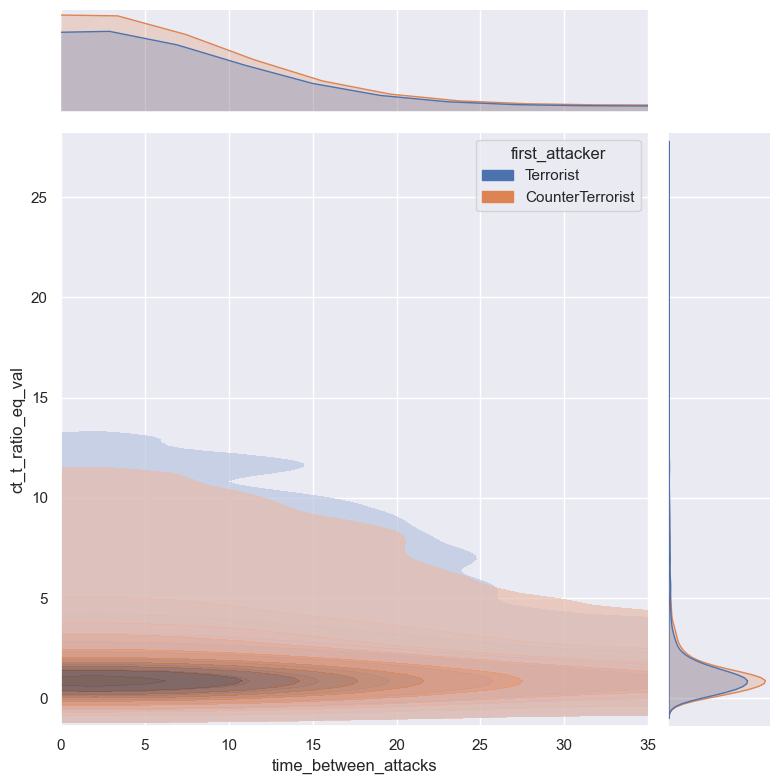 first_attacker
Terrorist
CounterTerrorist
25
20
15
10
5
0
ct_t_ratio_eq_val
0 5 10 15 20 25 30 35
time_between_attacks